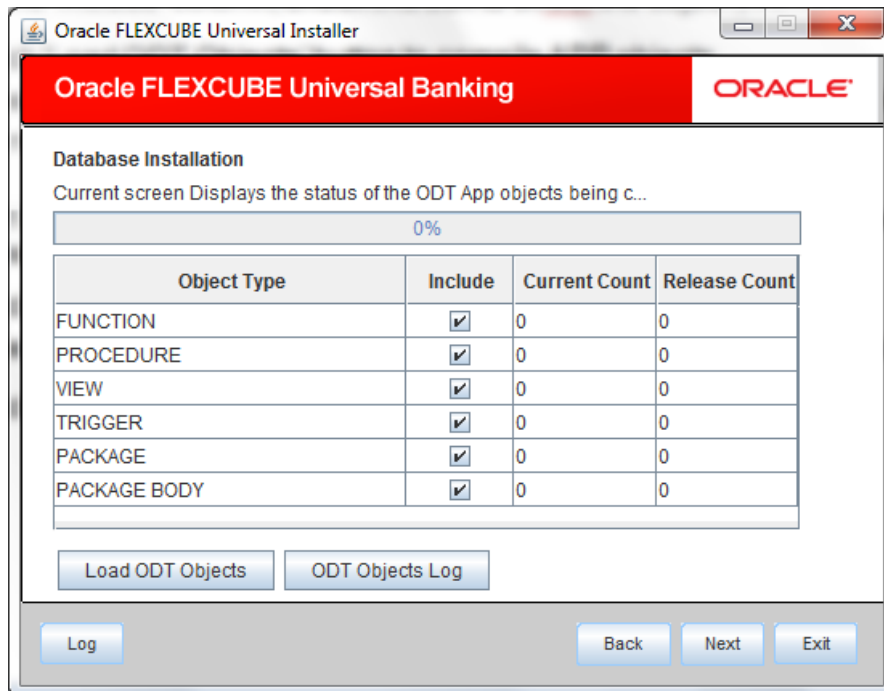 Oracle FLEXCUBE Universal Installer
Oracle FLEXCUBE Universal Banking
ORACLE
Database Installation
Current screen Displays the status of the ODT App objects being c...
0%
Object Type Include Current Count Release Count
FUNCTION 0 0
PROCEDURE 0 0
VIEW 0 0
TRIGGER 0 0
PACKAGE 0 0
PACKAGE BODY 0 0
Load ODT Objects ODT Objects Log
Log Back Next Exit